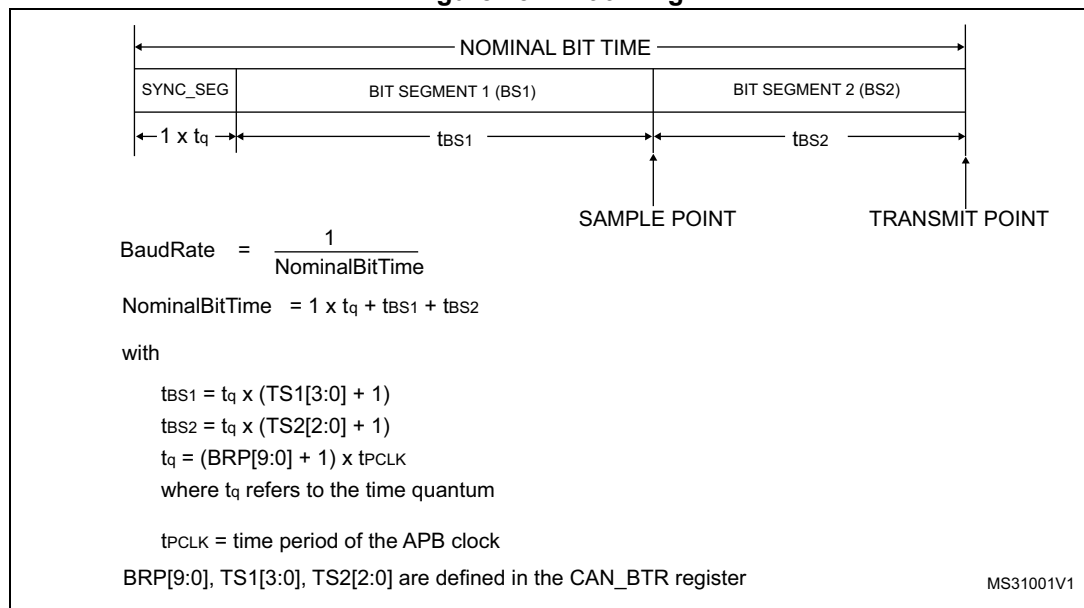 NOMINAL BIT TIME
SYNC_SEG BIT SEGMENT 1 (BS1) BIT SEGMENT 2 (BS2)
1 x tq tBS1 tBS2
SAMPLE POINT TRANSMIT POINT
BaudRate = 1
NominalBitTime
NominalBitTime = 1 x tq + tBS1 + tBS2
with
tBS1 = tq x (TS1[3:0] + 1)
tBS2 = tq x (TS2[2:0] + 1)
tq = (BRP[9:0] + 1) x tPCLK
where tq refers to the time quantum
tPCLK = time period of the APB clock
BRP[9:0], TS1[3:0], TS2[2:0] are defined in the CAN_BTR register
MS31001V1